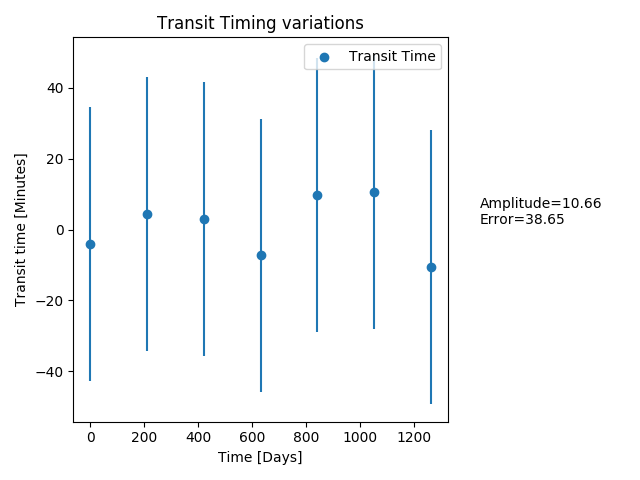 Transit Timing variations
Transit Time
Transit time [Minutes]
40
20
0
−20
−40
0 200 400 600 800 1000 1200
Time [Days]
Amplitude=10.66
Error=38.65